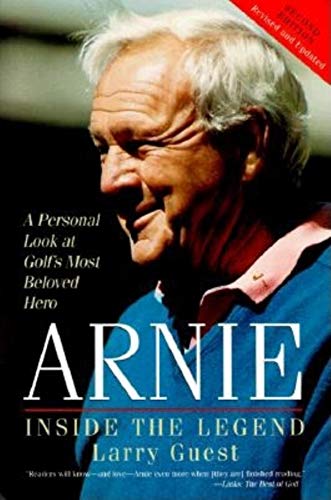 SECOND
EDITION
Revised and Updated
A Personal
Look at
Golf's Most
Beloved
Hero
ARNIE
INSIDE THE LEGEND
Larry Guest
"Readers will know—and love—Arnie even more when [they are] finished reading."
—Links: The Best of Golf